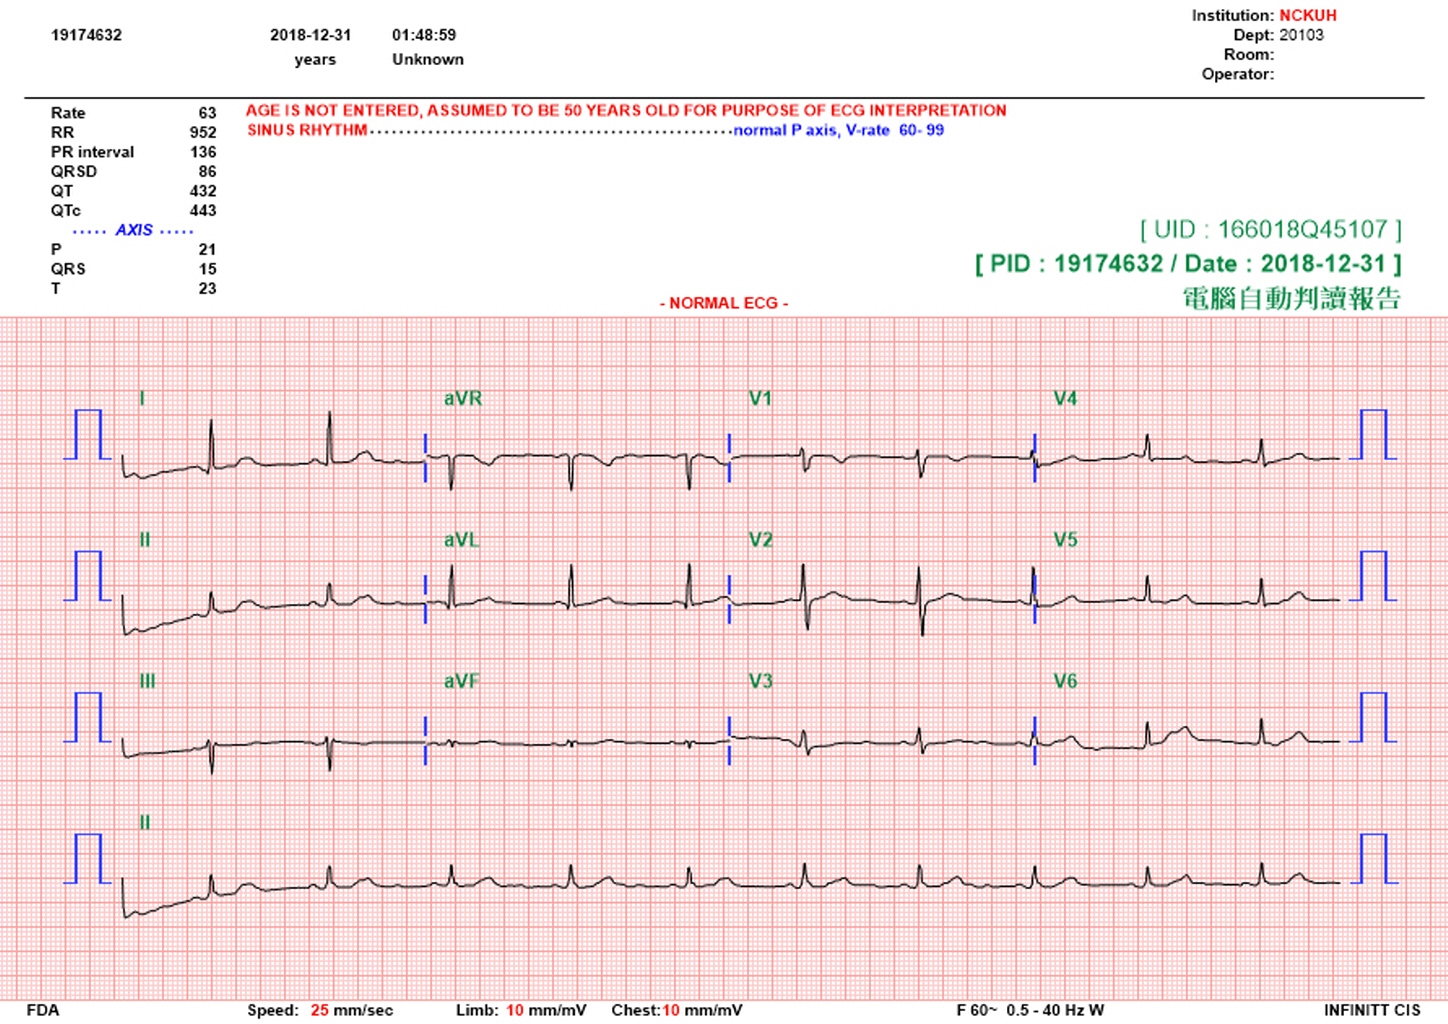 Institution: NCKUH
19174632 2018-12-31 01:48:59 Dept: 20103
years Unknown Room:
Operator:
Rate 63 AGE IS NOT ENTERED, ASSUMED TO BE 50 YEARS OLD FOR PURPOSE OF ECG INTERPRETATION
RR 952 SINUS RHYTHM..........................................normal P axis, V-rate 60- 99
PR interval 136
QRSD 86
QT 432
QTc 443
..... AXIS .....
[ UID : 166018Q45107 ]
P 21
[ PID : 19174632 / Date : 2018-12-31 ]
QRS 15
T 23
電腦自動判讀報告
- NORMAL ECG -
I aVR V1 V4
II aVL V2 V5
III aVF V3 V6
II
FDA Speed: 25 mm/sec Limb: 10 mm/mV Chest:10 mm/mV F 60~ 0.5 - 40 Hz W INFINITT CIS